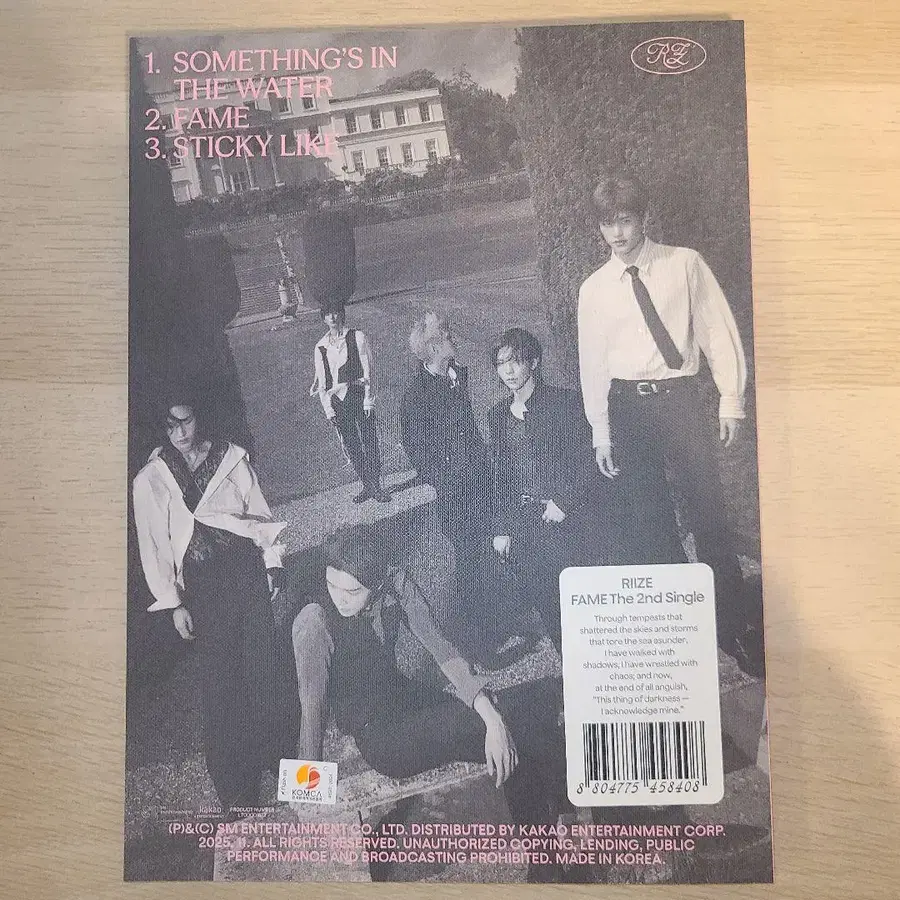 1. SOMETHING'S IN
THE WATER
2. FAME
3. STICKY LIKE
RZ
RIIZE
FAME The 2nd Single
Through tempests that
shattered the skies and storms
that tore the sea asunder,
I have walked with
shadows, I have wrestled with
chaos; and now,
at the end of all anguish,
"This thing of darkness—
I acknowledge mine."
8 804775 458408
KOMCA
kakao
PRODUCT NUMBER
(P)&(C) SM ENTERTAINMENT CO., LTD. DISTRIBUTED BY KAKAO ENTERTAINMENT CORP.
2025. 11. ALL RIGHTS RESERVED. UNAUTHORIZED COPYING, LENDING, PUBLIC
PERFORMANCE AND BROADCASTING PROHIBITED. MADE IN KOREA.